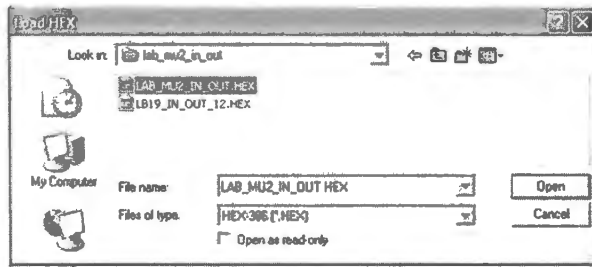 Load HEX
Look in: lab_mu2_in_out
LAB_MU2_IN_OUT.HEX
LB19_IN_OUT_12.HEX
My Computer
File name: LAB_MU2_IN_OUT HEX
Open
Files of type: HEX-386 (*.HEX)
Cancel
Open as read-only